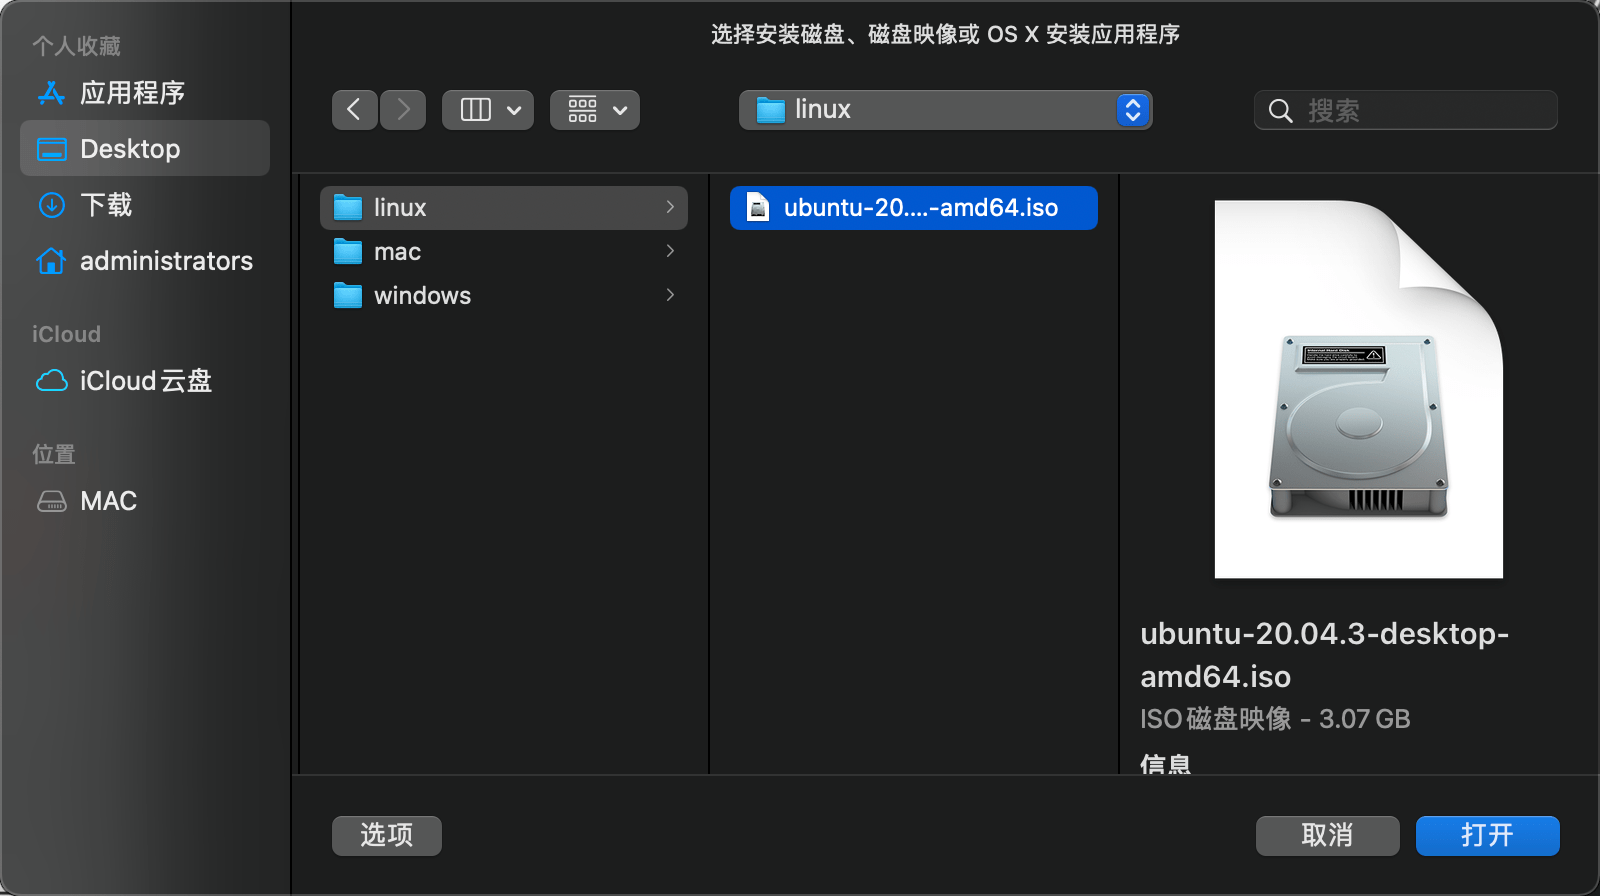 选择安装磁盘、磁盘映像或 OS X 安装应用程序
个人收藏
应用程序
Desktop
下载
administrators
iCloud
iCloud云盘
位置
MAC
linux
搜索
linux
mac
windows
ubuntu-20....-amd64.iso
ubuntu-20.04.3-desktop-
amd64.iso
ISO磁盘映像 - 3.07 GB
信息
选项
取消
打开